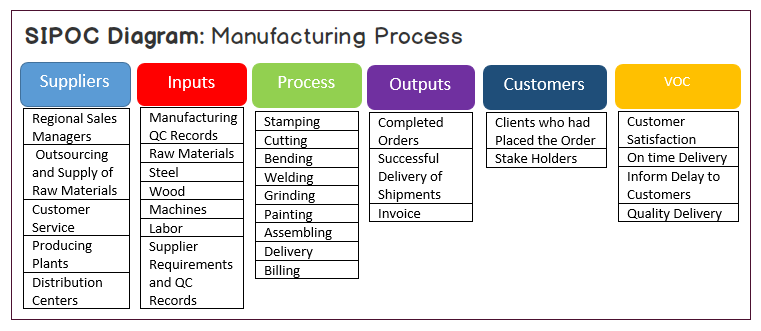 SIPOC Diagram: Manufacturing Process
Suppliers
Regional Sales
Managers
Outsourcing
and Supply of
Raw Materials
Customer
Service
Producing
Plants
Distribution
Centers
Inputs
Manufacturing
QC Records
Raw Materials
Steel
Wood
Machines
Labor
Supplier
Requirements
and QC
Records
Process
Stamping
Cutting
Bending
Welding
Grinding
Painting
Assembling
Delivery
Billing
Outputs
Completed
Orders
Successful
Delivery of
Shipments
Invoice
Customers
Clients who had
Placed the Order
Stake Holders
VOC
Customer
Satisfaction
On time Delivery
Inform Delay to
Customers
Quality Delivery